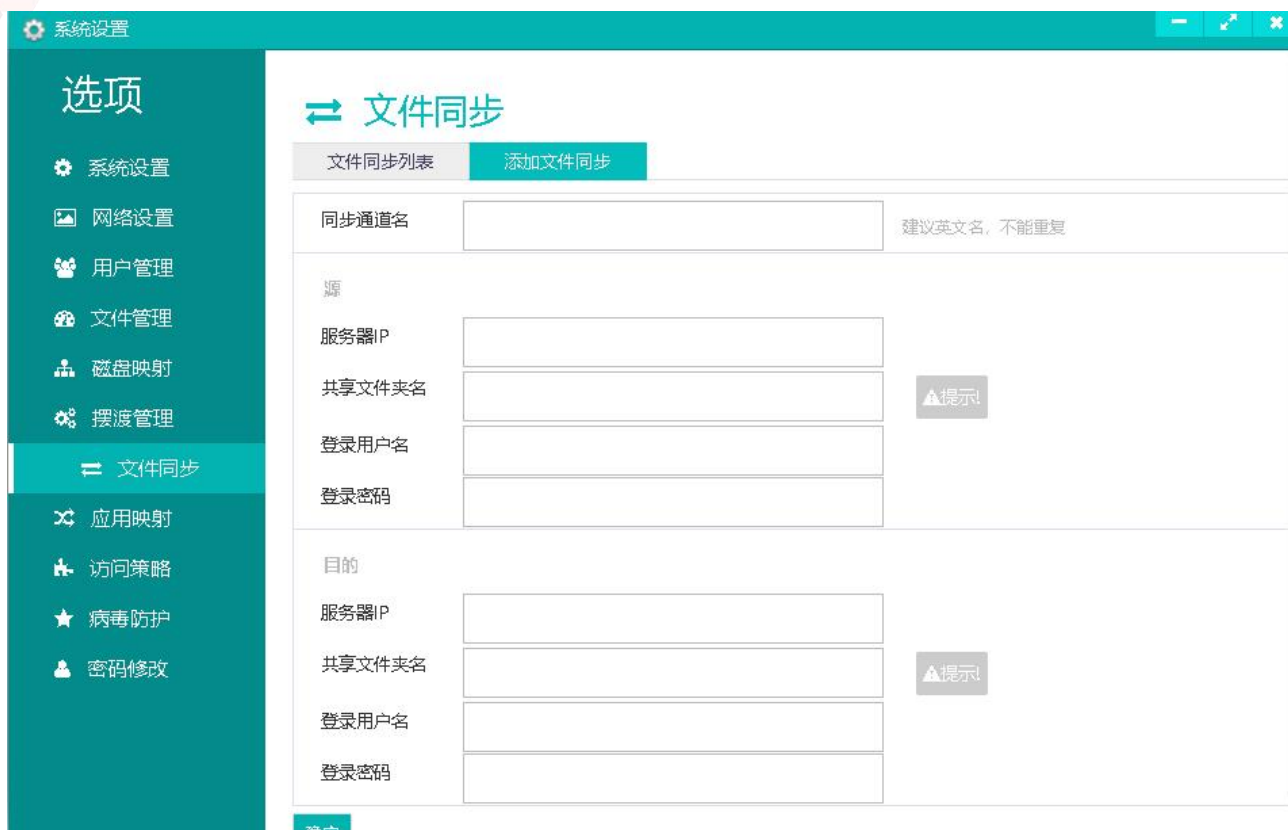 系统设置
选项
系统设置
网络设置
用户管理
文件管理
磁盘映射
摆渡管理
文件同步
应用映射
访问策略
病毒防护
密码修改
文件同步
文件同步列表 添加文件同步
同步通道名 建议英文名, 不能重复
源
服务器IP
共享文件夹名 提示!
登录用户名
登录密码
目的
服务器IP
共享文件夹名 提示!
登录用户名
登录密码